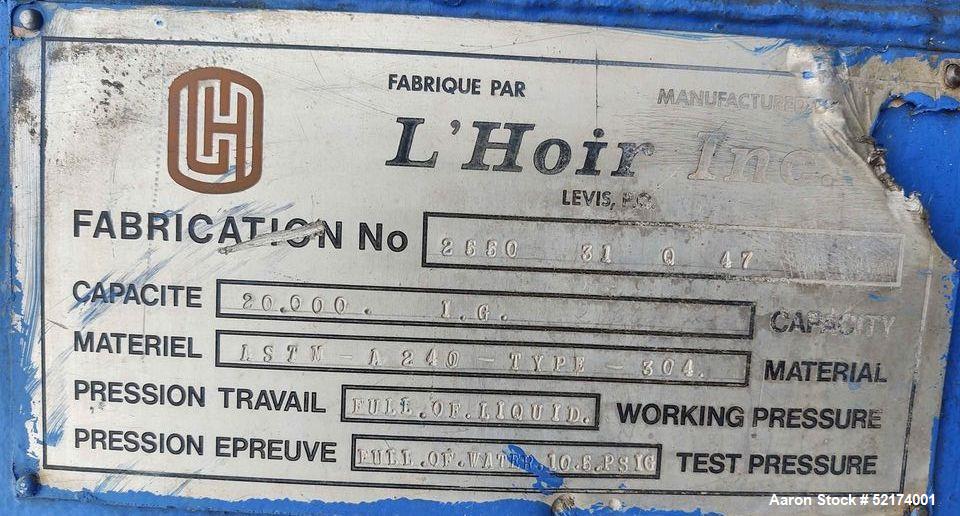 FABRIQUE PAR MANUFACTURED
L'Hoir Inc.
LEVIS, P.Q.
FABRICATION No 2550 31 Q 47
CAPACITE 20.000. I.G. CAPACITY
MATERIEL ASTM - A 240 - TYPE - 304. MATERIAL
PRESSION TRAVAIL FULL.OF.LIQUID. WORKING PRESSURE
PRESSION EPREUVE FULL.OF.WATER.10.5.PSIG TEST PRESSURE
Aaron Stock # 52174001